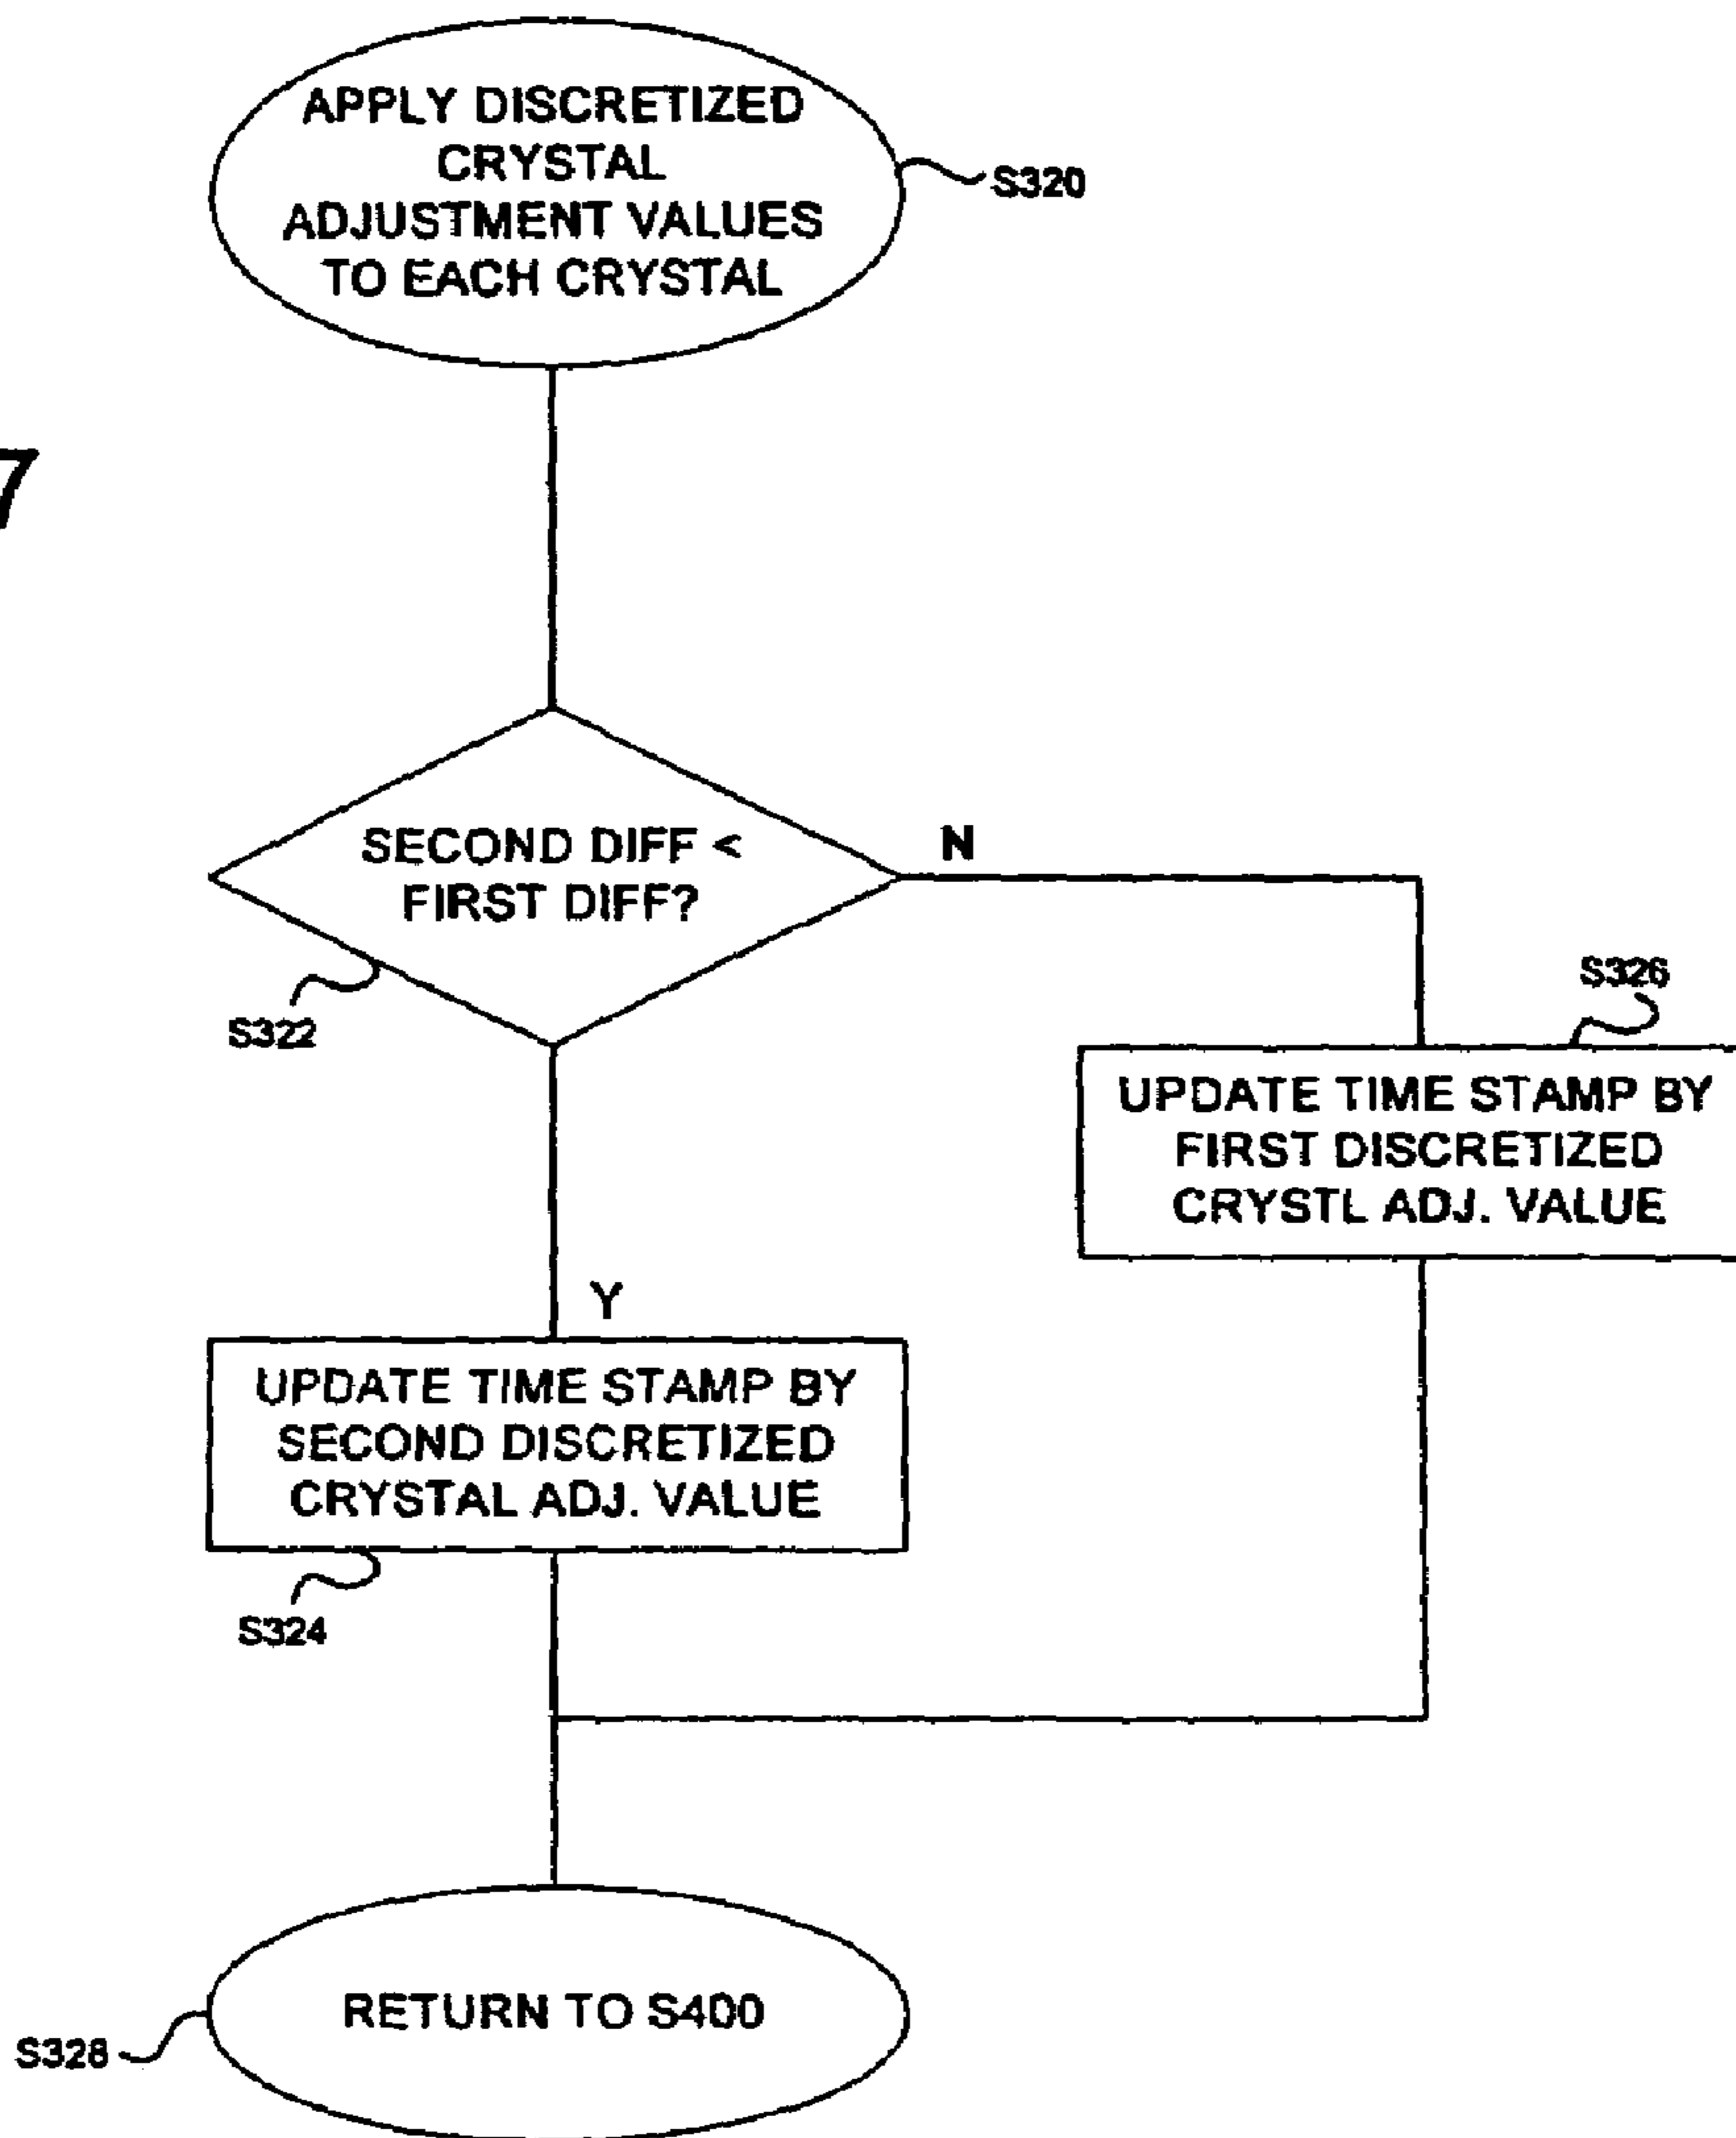 APPLY DISCRETIZED
CRYSTAL
ADJUSTMENT VALUES
TO EACH CRYSTAL
S320
7
SECOND DIFF <
FIRST DIFF?
N
S322
S326
UPDATE TIME STAMP BY
FIRST DISCRETIZED
CRYSTL ADJ. VALUE
Y
UPDATE TIME STAMP BY
SECOND DISCRETIZED
CRYSTAL ADJ. VALUE
S324
RETURN TO S400
S328